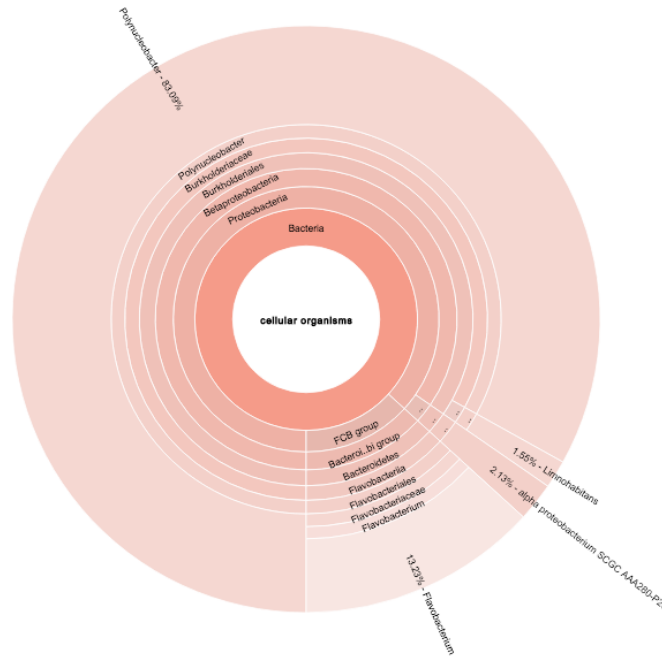 Polynucleobacter - 83.09%
Polynucleobacter
Burkholderiaceae
Burkholderiales
Betaproteobacteria
Proteobacteria
Bacteria
cellular organisms
FCB group
Bacteroi..bi group
Bacteroidetes
Flavobacteriia
Flavobacteriales
Flavobacteriaceae
Flavobacterium
...
...
...
...
...
1.55% - Limnohabitans
2.13% - alpha proteobacterium SCGC AAA280-P2..
13.23% - Flavobacterium